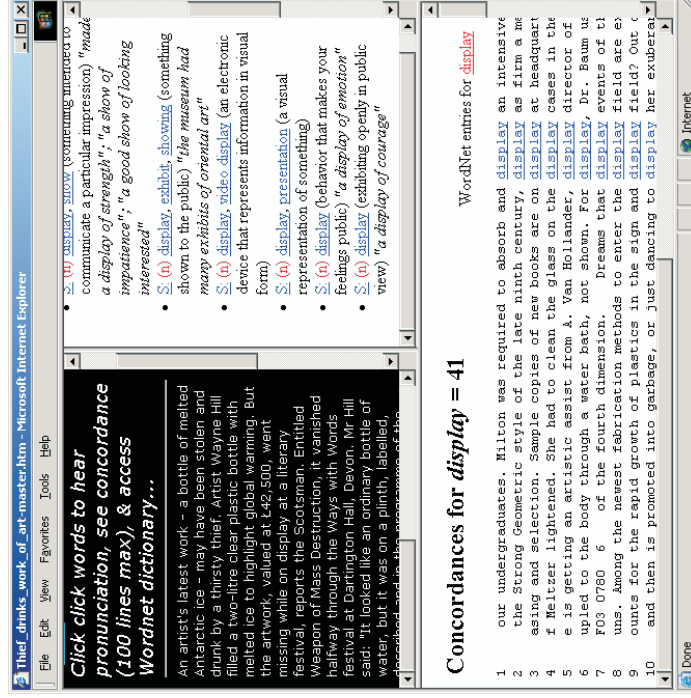 Thief_drinks_work_of_art-master.htm - Microsoft Internet Explorer
File Edit View Favorites Tools Help
Click click words to hear
pronunciation, see concordance
(100 lines max), & access
Wordnet dictionary...
An artist's latest work - a bottle of melted
Antarctic ice - may have been stolen and
drunk by a thirsty thief. Artist Wayne Hill
filled a two-litre clear plastic bottle with
melted ice to highlight global warming. But
the artwork, valued at £42,500, went
missing while on display at a literary
festival, reports the Scotsman. Entitled
Weapon of Mass Destruction, it vanished
halfway through the Ways with Words
festival at Dartington Hall, Devon. Mr Hill
said: "It looked like an ordinary bottle of
water, but it was on a plinth, labelled,
described and in the programme of the
• S: (n) display, show (something intended to
communicate a particular impression) "made
a display of strength"; "a show of
impatience"; "a good show of looking
interested"
• S: (n) display, exhibit, showing (something
shown to the public) "the museum had
many exhibits of oriental art"
• S: (n) display, video display (an electronic
device that represents information in visual
form)
• S: (n) display, presentation (a visual
representation of something)
• S: (n) display (behavior that makes your
feelings public) "a display of emotion"
• S: (n) display (exhibiting openly in public
view) "a display of courage"
Concordances for display = 41
WordNet entries for display
1 our undergraduates. Milton was required to absorb and display an intensive
2 the Strong Geometric style of the late ninth century, display as firm a me
3 asing and selection. Sample copies of new books are on display at headquart
4 f Meltzer lightened. She had to clean the glass on the display cases in the
5 e is getting an artistic assist from A. Van Hollander, display director of
6 upled to the body through a water bath, not shown. For display, Dr. Baum us
7 F03 0780 6 of the fourth dimension. Dreams that display events of t
8 uns. Among the newest fabrication methods to enter the display field are ex
9 ounts for the rapid growth of plastics in the sign and display field? Out o
10 and then is promoted into garbage, or just dancing to display her exuberan
Done Internet